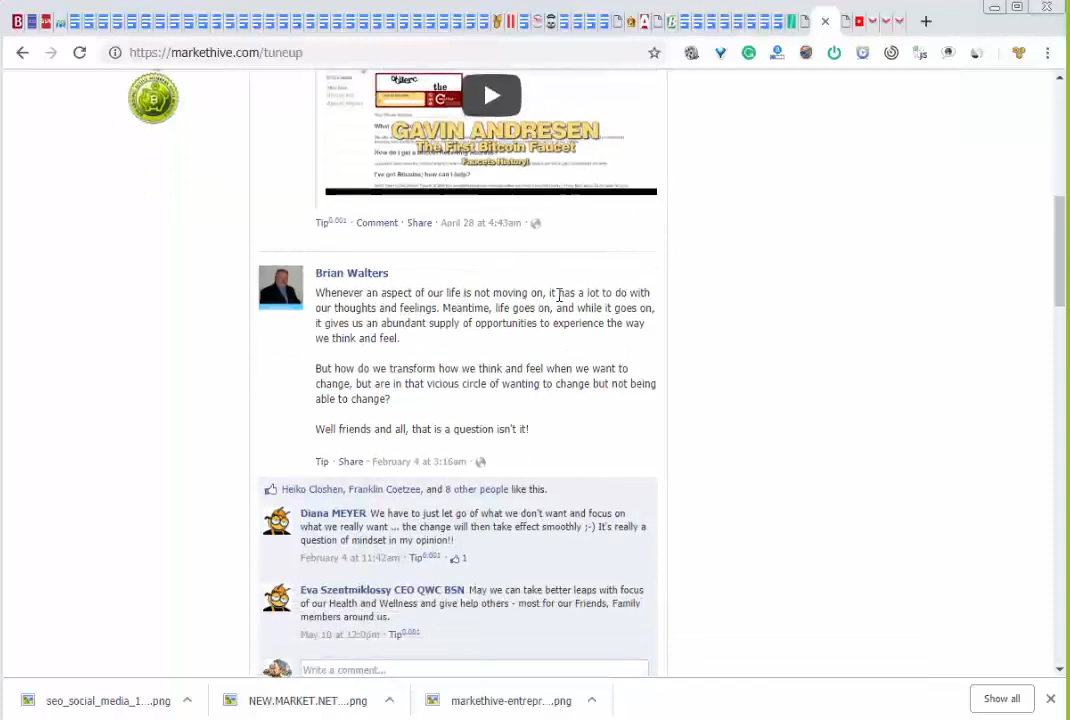 https://markethive.com/tuneup
the
GAVIN ANDRESEN
The First Bitcoin Faucet
Faucets History!
I've got Bitcoins; how can I help?
Tip0.001 · Comment · Share · April 28 at 4:43am ·
Brian Walters
Whenever an aspect of our life is not moving on, it has a lot to do with
our thoughts and feelings. Meantime, life goes on, and while it goes on,
it gives us an abundant supply of opportunities to experience the way
we think and feel.
But how do we transform how we think and feel when we want to
change, but are in that vicious circle of wanting to change but not being
able to change?
Well friends and all, that is a question isn't it!
Tip · Share · February 4 at 3:16am ·
Heiko Closhen, Franklin Coetzee, and 8 other people like this.
Diana MEYER We have to just let go of what we don't want and focus on
what we really want ... the change will then take effect smoothly ;-) It's really a
question of mindset in my opinion!!
February 4 at 11:42am · Tip0.001 · 1
Eva Szentmiklossy CEO QWC BSN May we can take better leaps with focus
of our Health and Wellness and give help others - most for our Friends, Family
members around us.
May 10 at 12:0pm · Tip0.001
Write a comment...
seo_social_media_1....png
NEW.MARKET.NET....png
markethive-entrepr....png
Show all